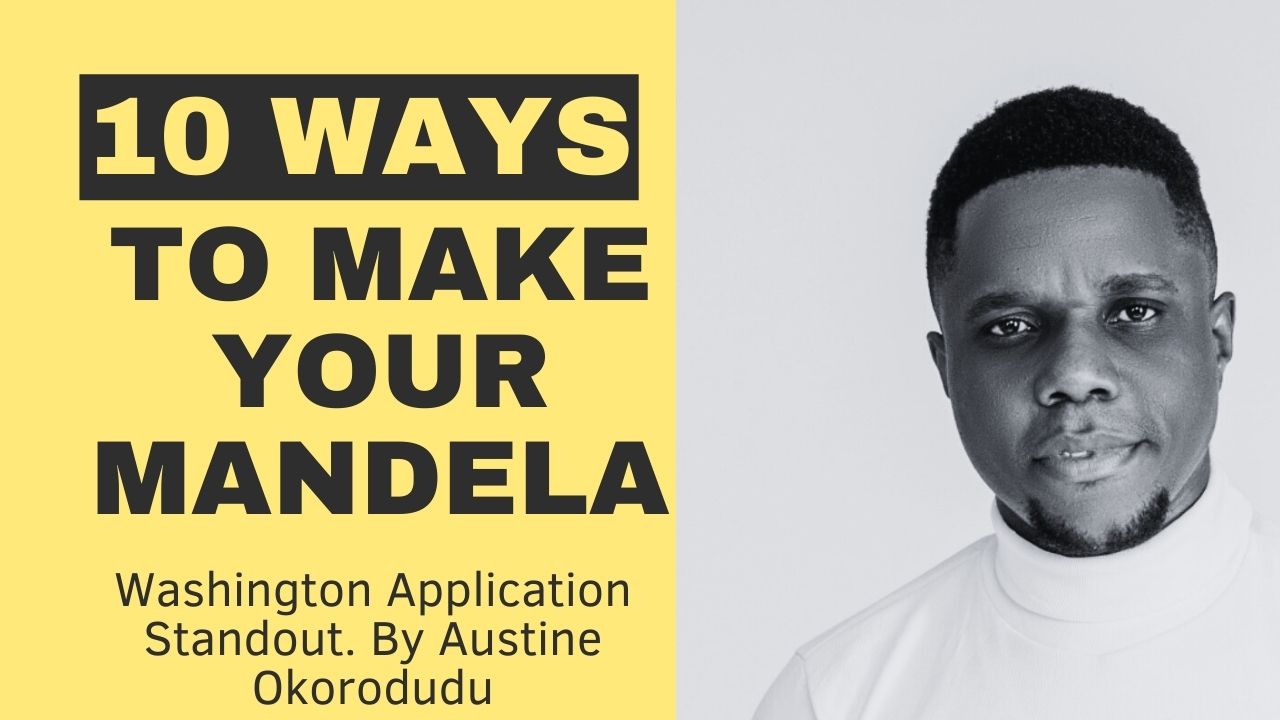 10 WAYS
TO MAKE
YOUR
MANDELA
Washington Application
Standout. By Austine
Okorodudu